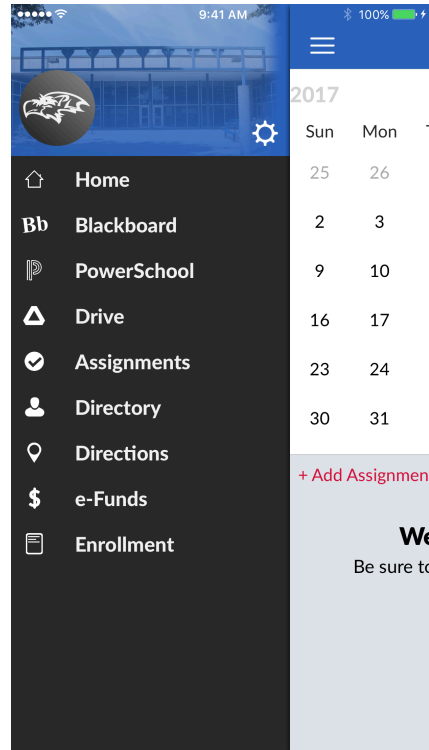 9:41 AM
100%
2017
Sun Mon
25 26
2 3
9 10
16 17
23 24
30 31
+ Add Assignmen
We
Be sure to
Home
Bb Blackboard
PowerSchool
Drive
Assignments
Directory
Directions
$ e-Funds
Enrollment